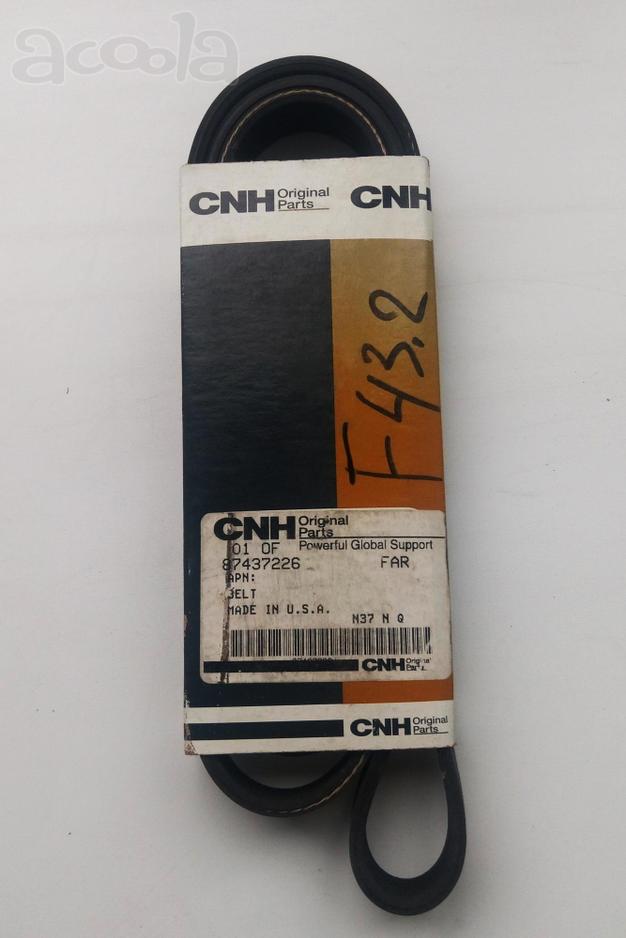 acoola
CNH Original Parts CNH
F43.2
CNH Original Parts
01 OF Powerful Global Support
87437226 FAR
APN:
BELT
MADE IN U.S.A.
N37 N Q
CNH Original Parts
CNH Original Parts